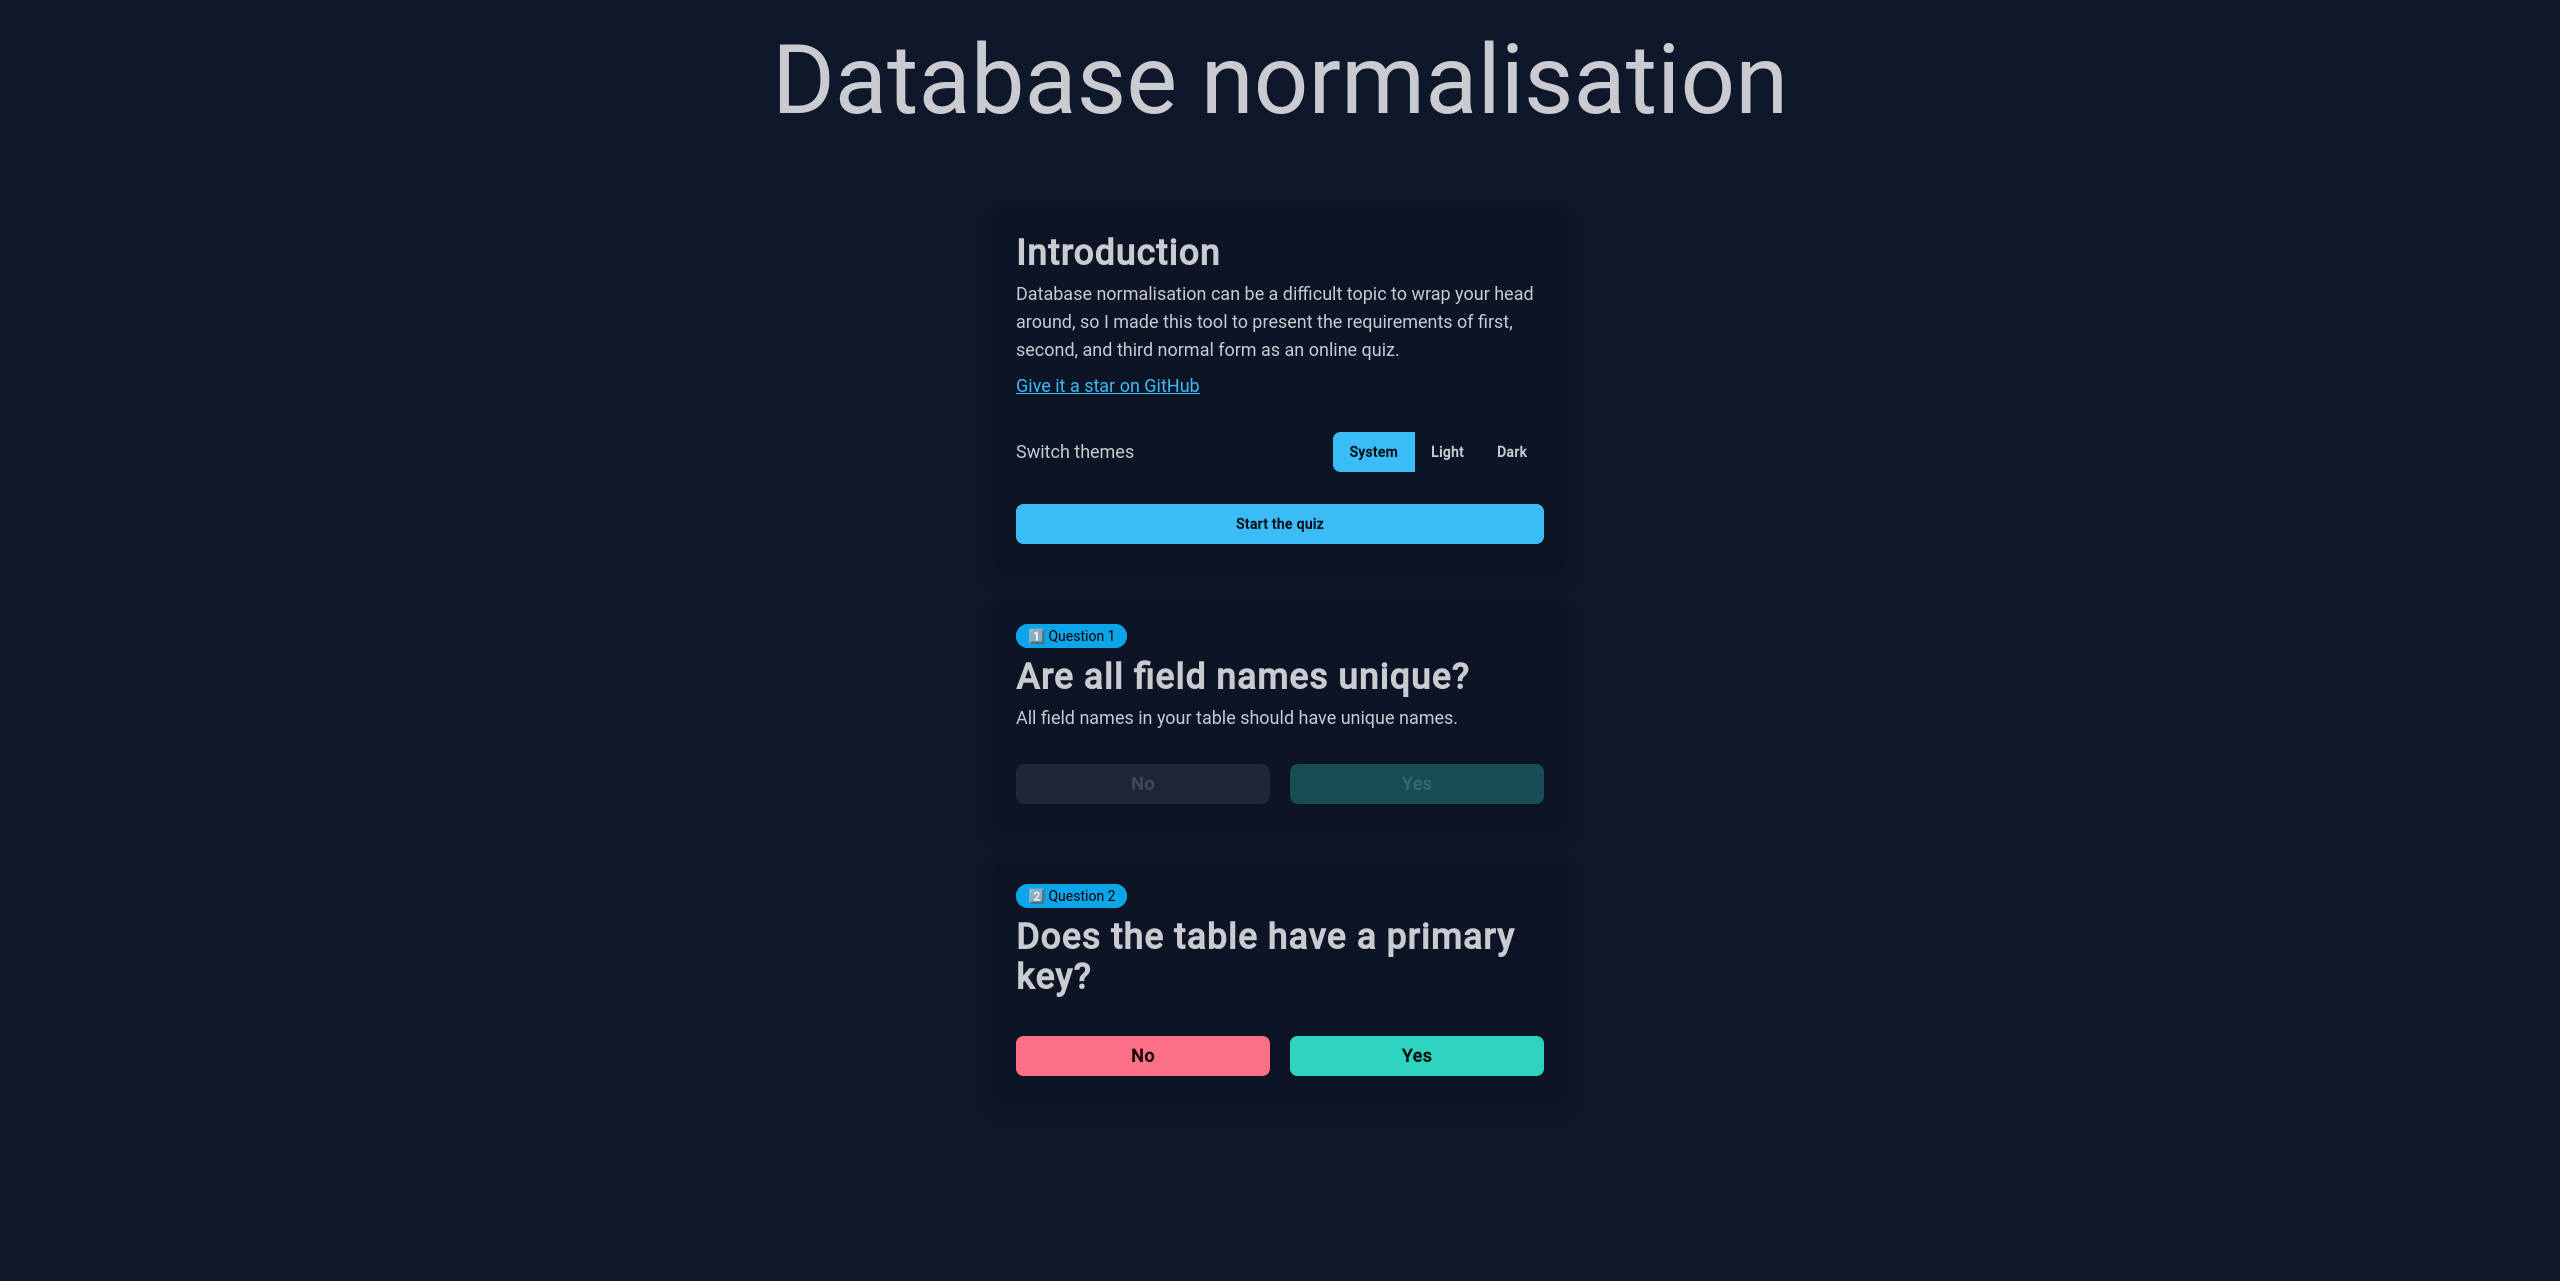 Database normalisation
Introduction
Database normalisation can be a difficult topic to wrap your head
around, so I made this tool to present the requirements of first,
second, and third normal form as an online quiz.
Give it a star on GitHub
Switch themes
System
Light
Dark
Start the quiz
1️⃣ Question 1
Are all field names unique?
All field names in your table should have unique names.
No
Yes
2️⃣ Question 2
Does the table have a primary
key?
No
Yes